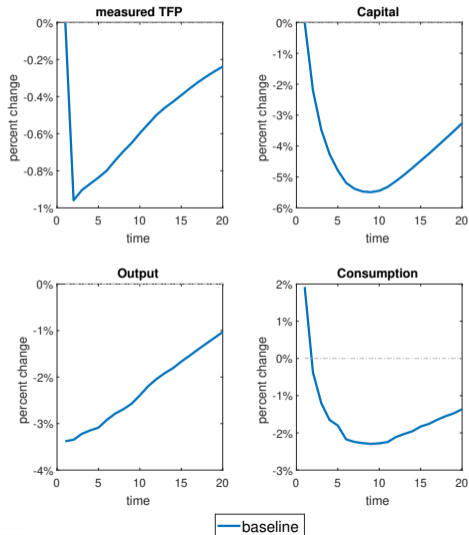 measured TFP
0%
-0.2%
-0.4%
-0.6%
-0.8%
-1%
percent change
0 5 10 15 20
time
Capital
0%
-1%
-2%
-3%
-4%
-5%
-6%
percent change
0 5 10 15 20
time
Output
0%
-1%
-2%
-3%
-4%
percent change
0 5 10 15 20
time
Consumption
2%
1%
0%
-1%
-2%
-3%
percent change
0 5 10 15 20
time
baseline